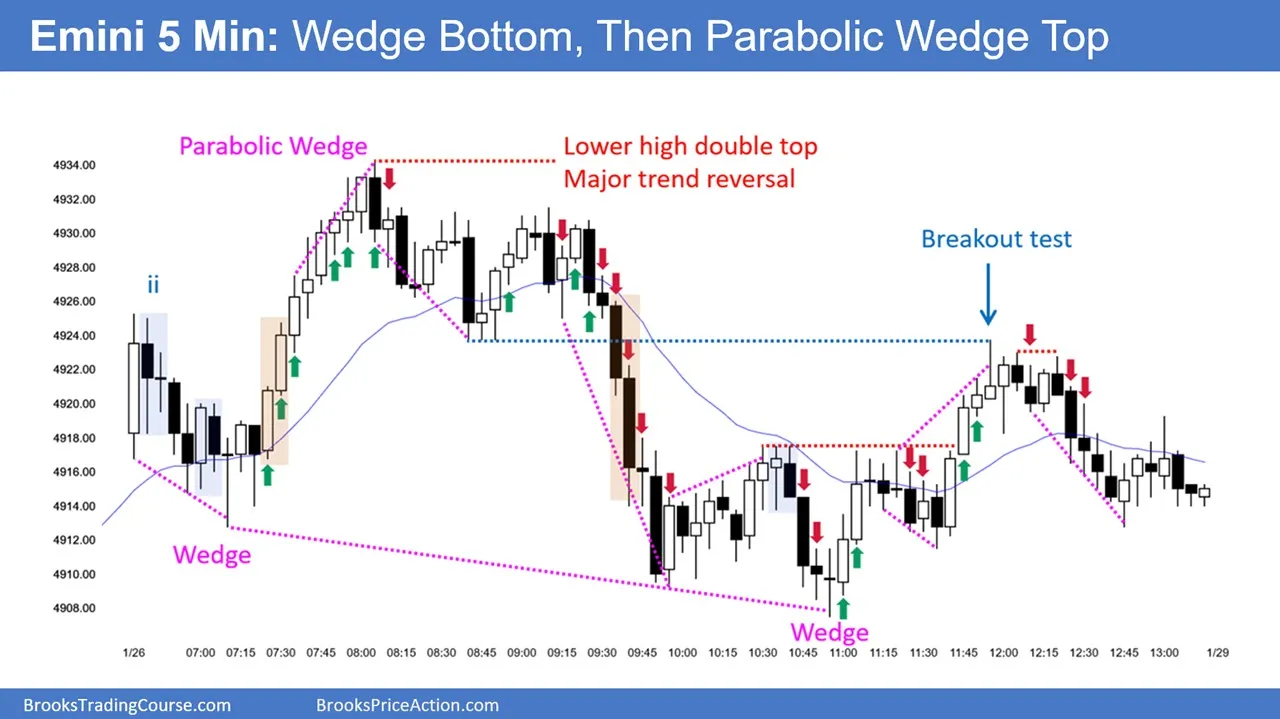 Emini 5 Min: Wedge Bottom, Then Parabolic Wedge Top
Parabolic Wedge
Lower high double top
Major trend reversal
Breakout test
ii
Wedge
Wedge
4934.00
4932.00
4930.00
4928.00
4926.00
4924.00
4922.00
4920.00
4918.00
4916.00
4914.00
4912.00
4910.00
4908.00
1/26 07:00 07:15 07:30 07:45 08:00 08:15 08:30 08:45 09:00 09:15 09:30 09:45 10:00 10:15 10:30 10:45 11:00 11:15 11:30 11:45 12:00 12:15 12:30 12:45 13:00 1/29
BrooksTradingCourse.com BrooksPriceAction.com